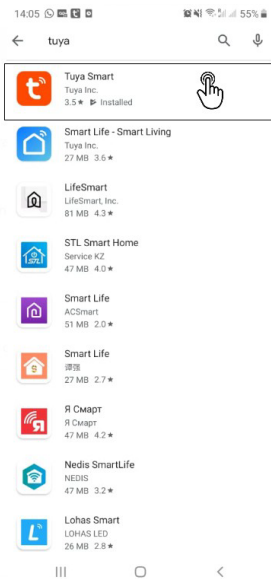 14:05 55%
tuya
Tuya Smart
Tuya Inc.
3.5★ Installed
Smart Life - Smart Living
Tuya Inc.
27 MB 3.6★
LifeSmart
LifeSmart, Inc.
81 MB 4.3★
STL Smart Home
Service KZ
47 MB 4.0★
Smart Life
ACSmart
51 MB 2.0★
Smart Life
27 MB 2.7★
Я Смарт
Я Смарт
47 MB 4.2★
Nedis SmartLife
NEDIS
47 MB 3.2★
Lohas Smart
LOHAS LED
26 MB 2.8★